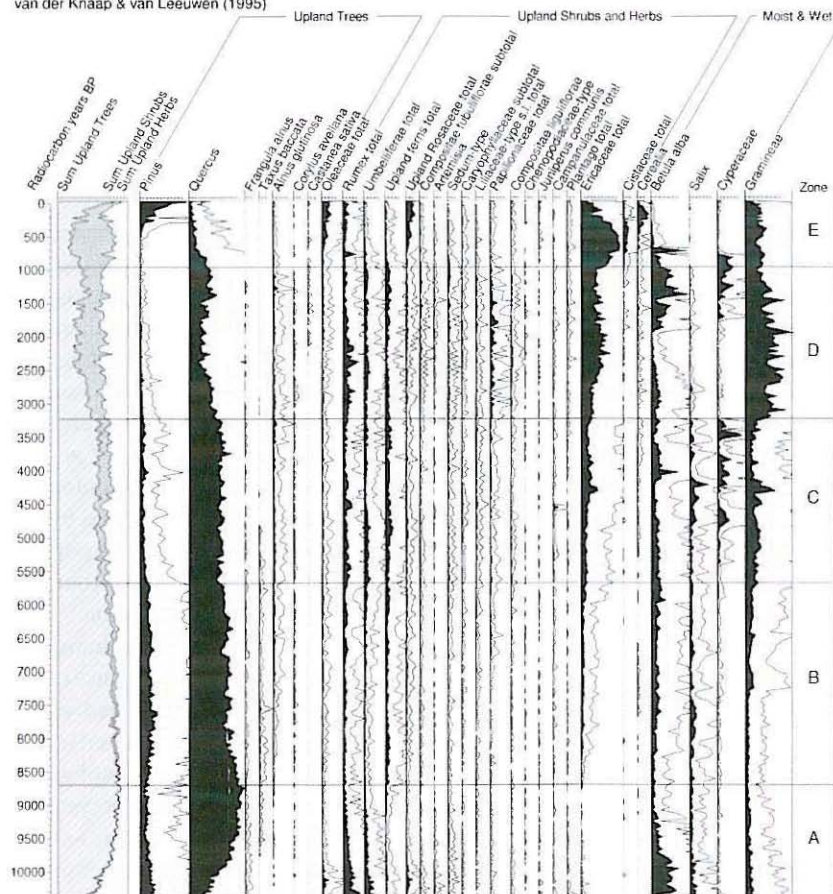 van der Knaap & van Leeuwen (1995)
Upland Trees
Upland Shrubs and Herbs
Moist & Wet
Radiocarbon years BP
Sum Upland Trees
Sum Upland Shrubs
Sum Upland Herbs
Pinus
Quercus
Frangula alnus
Taxus baccata
Alnus glutinosa
Corylus avellana
Castanea sativa
Oleaceae total
Rumex total
Umbelliferae total
Upland ferns total
Upland Rosaceae total
Compositae tubuliflorae subtotal
Artemisia
Sedum-type
Caryophyllaceae subtotal
Liliaceae type s.l. total
Papilionaceae total
Compositae liguliflorae
Chenopodiaceae-type
Juniperus communis
Campanulaceae total
Plantago total
Ericaceae total
Cistaceae total
Cerealia
Betula alba
Salix
Cyperaceae
Gramineae
Zone
0
500
1000
1500
2000
2500
3000
3500
4000
4500
5000
5500
6000
6500
7000
7500
8000
8500
9000
9500
10000
E
D
C
B
A